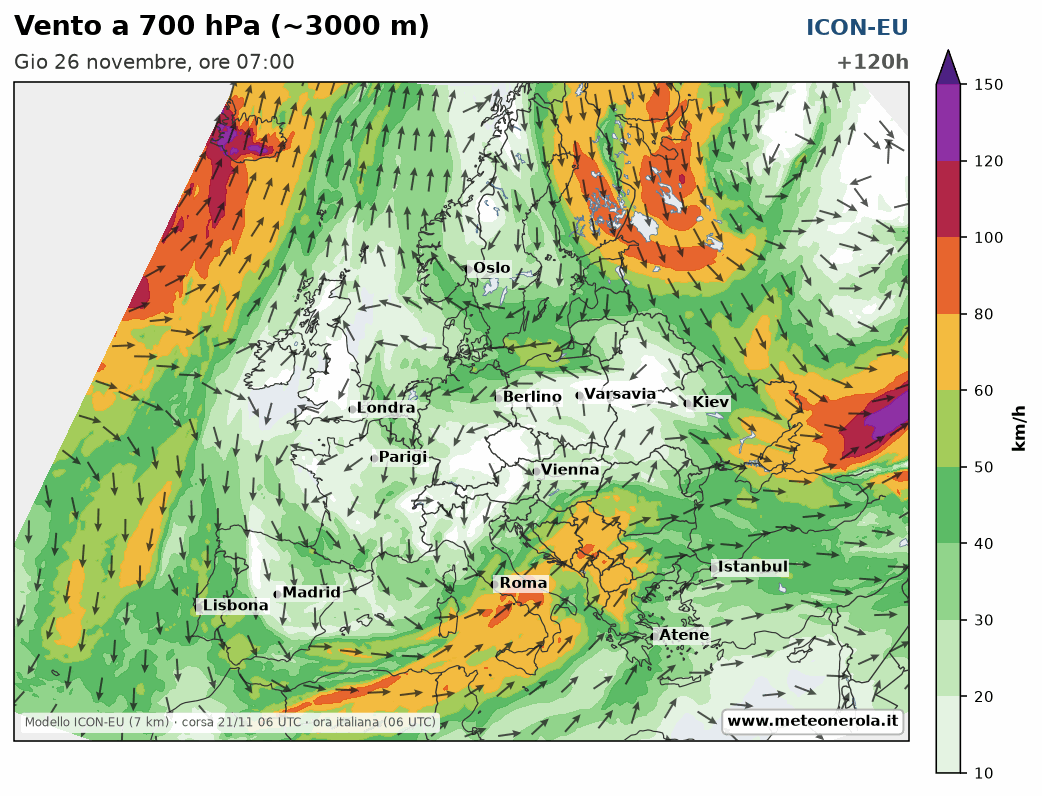 Vento a 700 hPa (~3000 m)
ICON-EU
Gio 26 novembre, ore 07:00
+120h
150
120
100
80
60
50
40
30
20
10
km/h
Oslo
Londra
Berlino
Varsavia
Kiev
Parigi
Vienna
Istanbul
Roma
Madrid
Lisbona
Atene
Modello ICON-EU (7 km) · corsa 21/11 06 UTC · ora italiana (06 UTC)
www.meteonerola.it